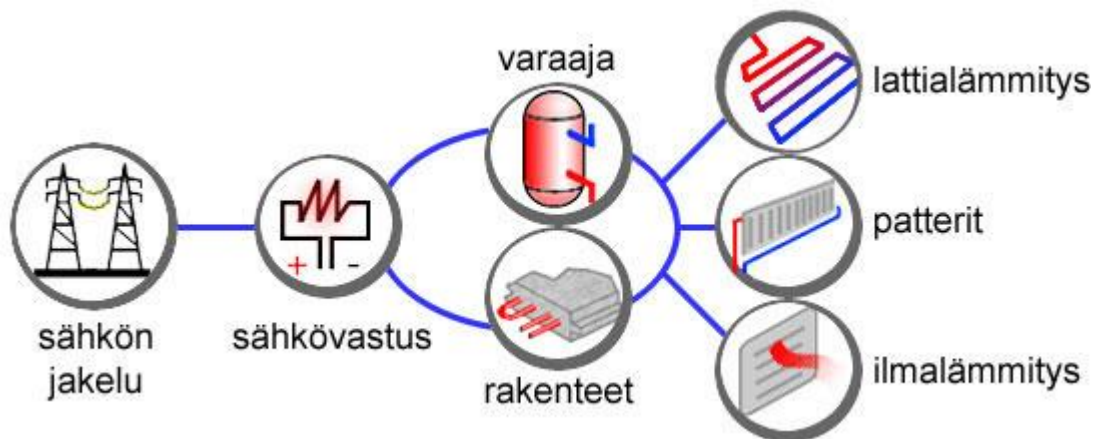 sähkön
jakelu
sähkövastus
+ -
varaaja
rakenteet
lattialämmitys
patterit
ilmalämmitys